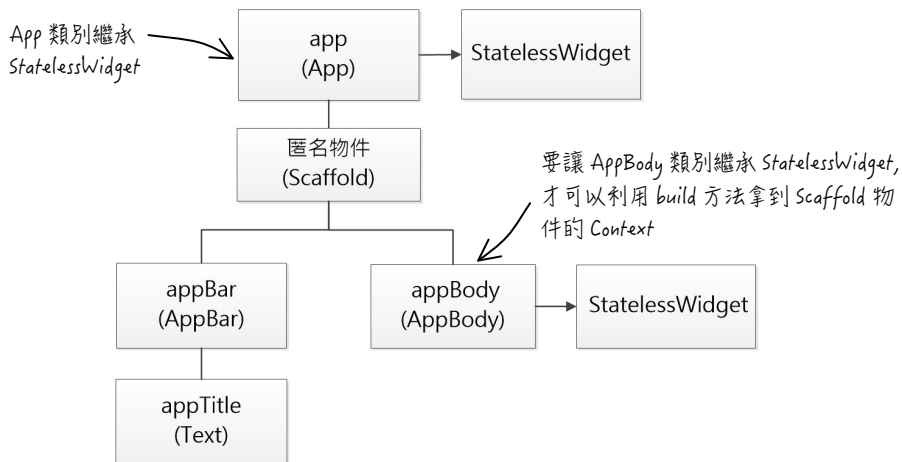 App 類別繼承
StatelessWidget
app
(App)
StatelessWidget
匿名物件
(Scaffold)
要讓 AppBody 類別繼承 StatelessWidget,
才可以利用 build 方法拿到 Scaffold 物
件的 Context
appBar
(AppBar)
appBody
(AppBody)
StatelessWidget
appTitle
(Text)